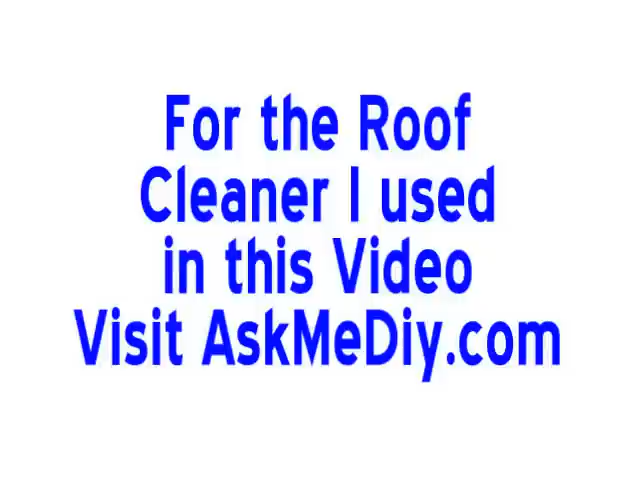 For the Roof
Cleaner I used
in this Video
Visit AskMeDiy.com